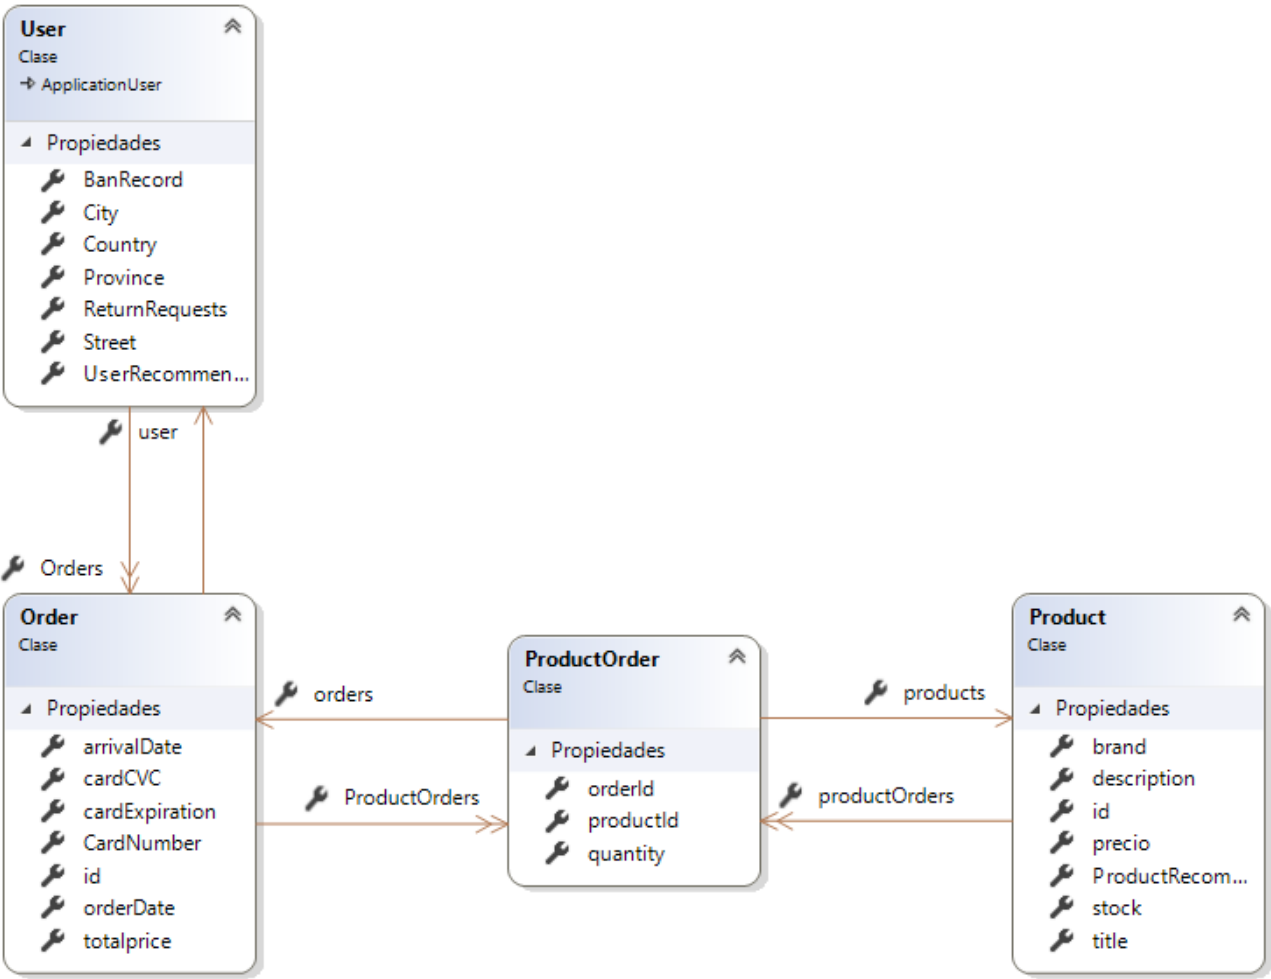 User
Clase
ApplicationUser
Propiedades
BanRecord
City
Country
Province
ReturnRequests
Street
UserRecommen...
user
Orders
Order
Clase
Propiedades
arrivalDate
cardCVC
cardExpiration
CardNumber
id
orderDate
totalprice
orders
ProductOrders
ProductOrder
Clase
Propiedades
orderId
productId
quantity
products
productOrders
Product
Clase
Propiedades
brand
description
id
precio
ProductRecom...
stock
title